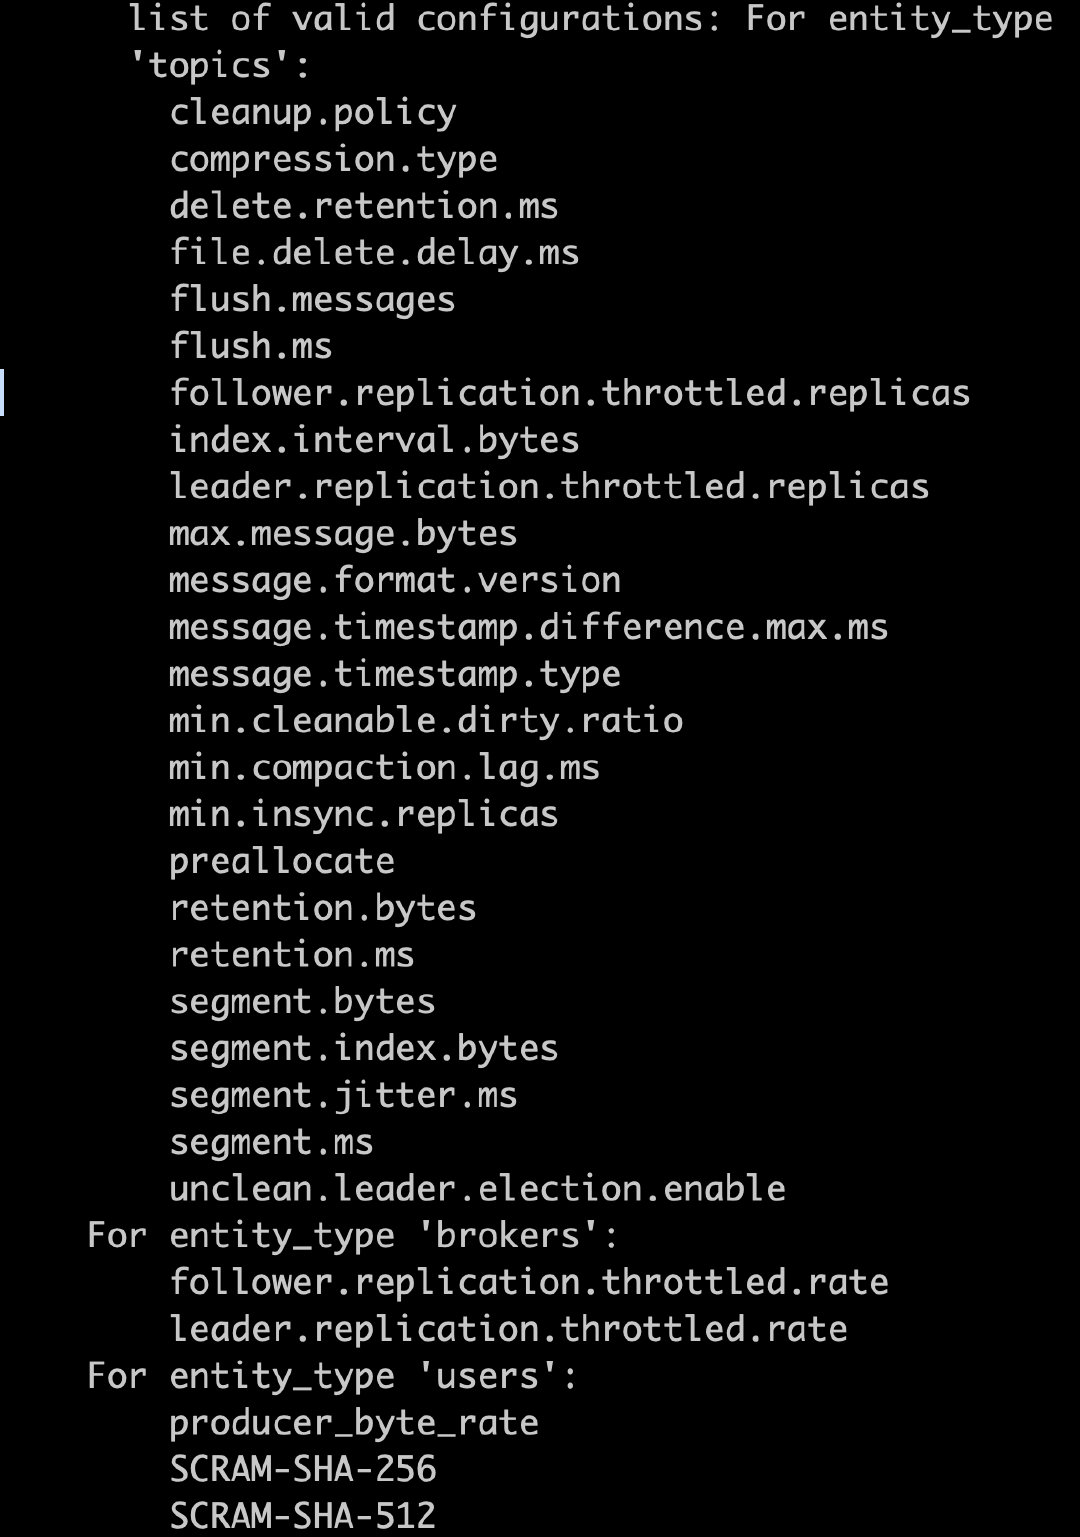 list of valid configurations: For entity_type
'topics':
cleanup.policy
compression.type
delete.retention.ms
file.delete.delay.ms
flush.messages
flush.ms
follower.replication.throttled.replicas
index.interval.bytes
leader.replication.throttled.replicas
max.message.bytes
message.format.version
message.timestamp.difference.max.ms
message.timestamp.type
min.cleanable.dirty.ratio
min.compaction.lag.ms
min.insync.replicas
preallocate
retention.bytes
retention.ms
segment.bytes
segment.index.bytes
segment.jitter.ms
segment.ms
unclean.leader.election.enable
For entity_type 'brokers':
follower.replication.throttled.rate
leader.replication.throttled.rate
For entity_type 'users':
producer_byte_rate
SCRAM-SHA-256
SCRAM-SHA-512